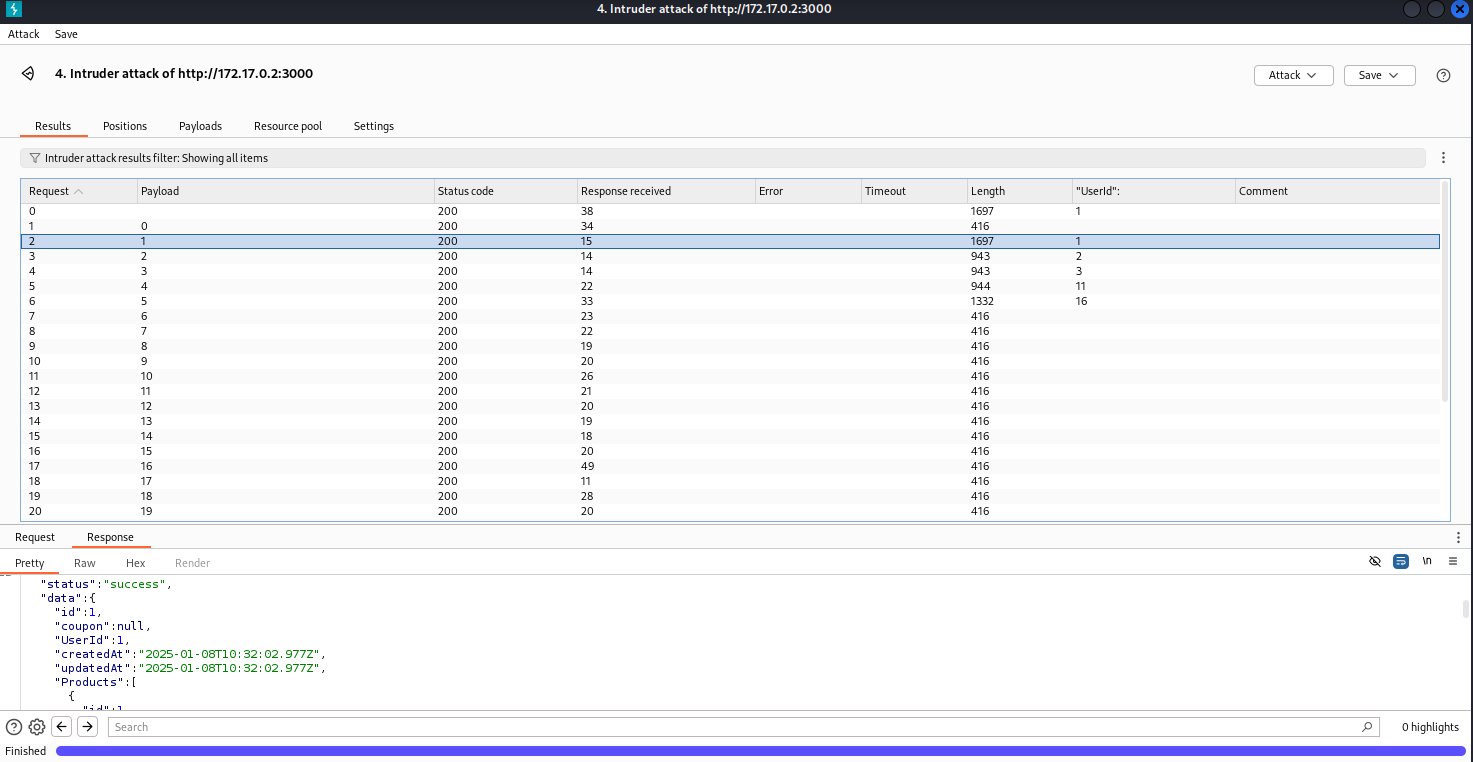 4. Intruder attack of http://172.17.0.2:3000
Attack Save
4. Intruder attack of http://172.17.0.2:3000
Attack Save
Results Positions Payloads Resource pool Settings
Intruder attack results filter: Showing all items
Request Payload Status code Response received Error Timeout Length "UserId": Comment
0 200 38 1697 1
1 0 200 34 416
2 1 200 15 1697 1
3 2 200 14 943 2
4 3 200 14 943 3
5 4 200 22 944 11
6 5 200 33 1332 16
7 6 200 23 416
8 7 200 22 416
9 8 200 19 416
10 9 200 20 416
11 10 200 26 416
12 11 200 21 416
13 12 200 20 416
14 13 200 19 416
15 14 200 18 416
16 15 200 20 416
17 16 200 49 416
18 17 200 11 416
19 18 200 28 416
20 19 200 20 416
Request Response
Pretty Raw Hex Render \n
"status":"success",
"data":{
"id":1,
"coupon":null,
"UserId":1,
"createdAt":"2025-01-08T10:32:02.977Z",
"updatedAt":"2025-01-08T10:32:02.977Z",
"Products":[
{
"id":1
Search 0 highlights
Finished